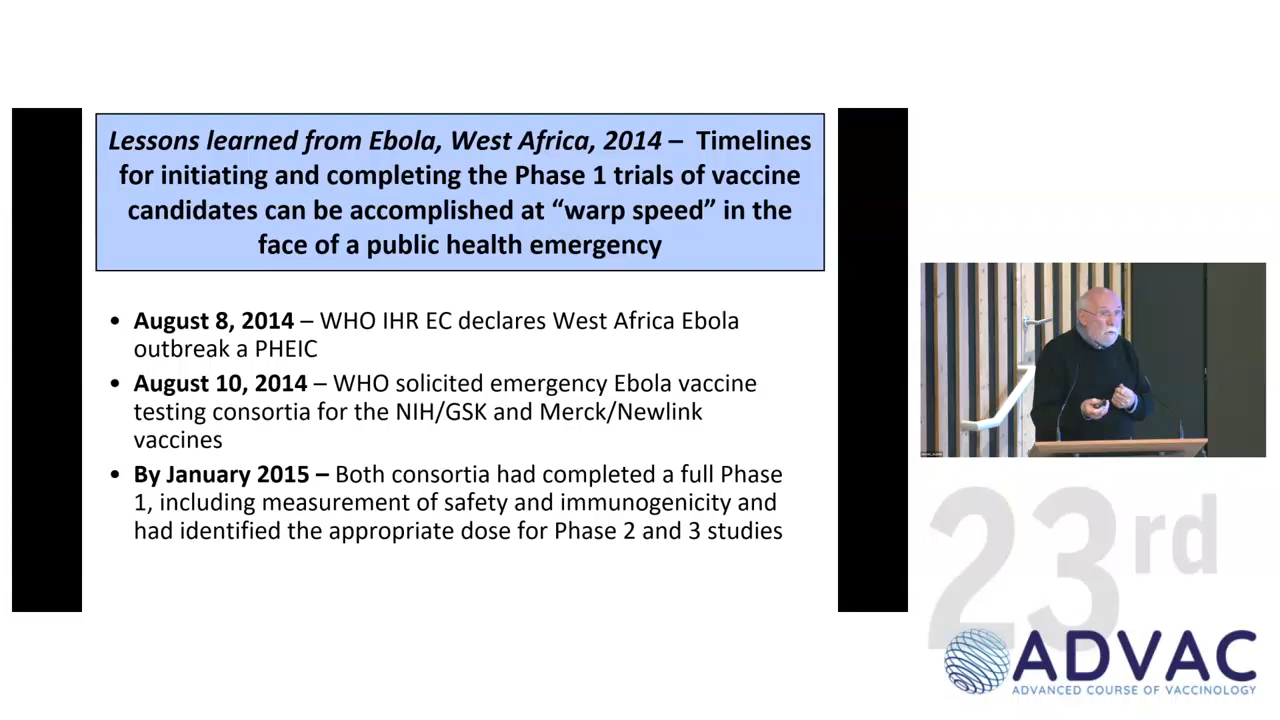 Lessons learned from Ebola, West Africa, 2014 – Timelines
for initiating and completing the Phase 1 trials of vaccine
candidates can be accomplished at “warp speed” in the
face of a public health emergency
• August 8, 2014 – WHO IHR EC declares West Africa Ebola
outbreak a PHEIC
• August 10, 2014 – WHO solicited emergency Ebola vaccine
testing consortia for the NIH/GSK and Merck/Newlink
vaccines
• By January 2015 – Both consortia had completed a full Phase
1, including measurement of safety and immunogenicity and
had identified the appropriate dose for Phase 2 and 3 studies
23rd
ADVAC
ADVANCED COURSE OF VACCINOLOGY